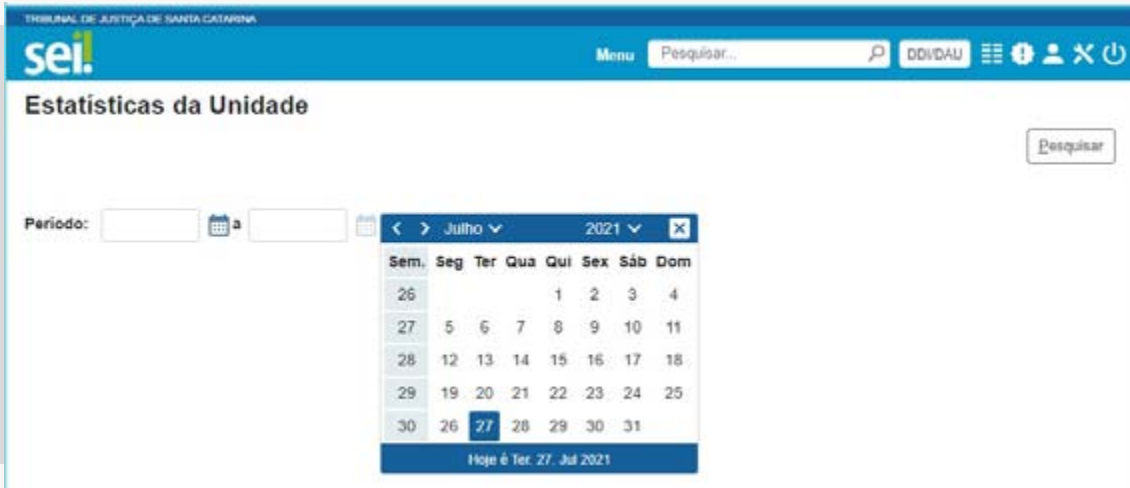 TRIBUNAL DE JUSTIÇA DE SANTA CATARINA
sei!
Menu Pesquisar... DDI/DAU
Estatísticas da Unidade
Pesquisar
Período: a
Julho 2021
Sem. Seg Ter Qua Qui Sex Sáb Dom
26 1 2 3 4
27 5 6 7 8 9 10 11
28 12 13 14 15 16 17 18
29 19 20 21 22 23 24 25
30 26 27 28 29 30 31
Hoje é Ter. 27. Jul 2021